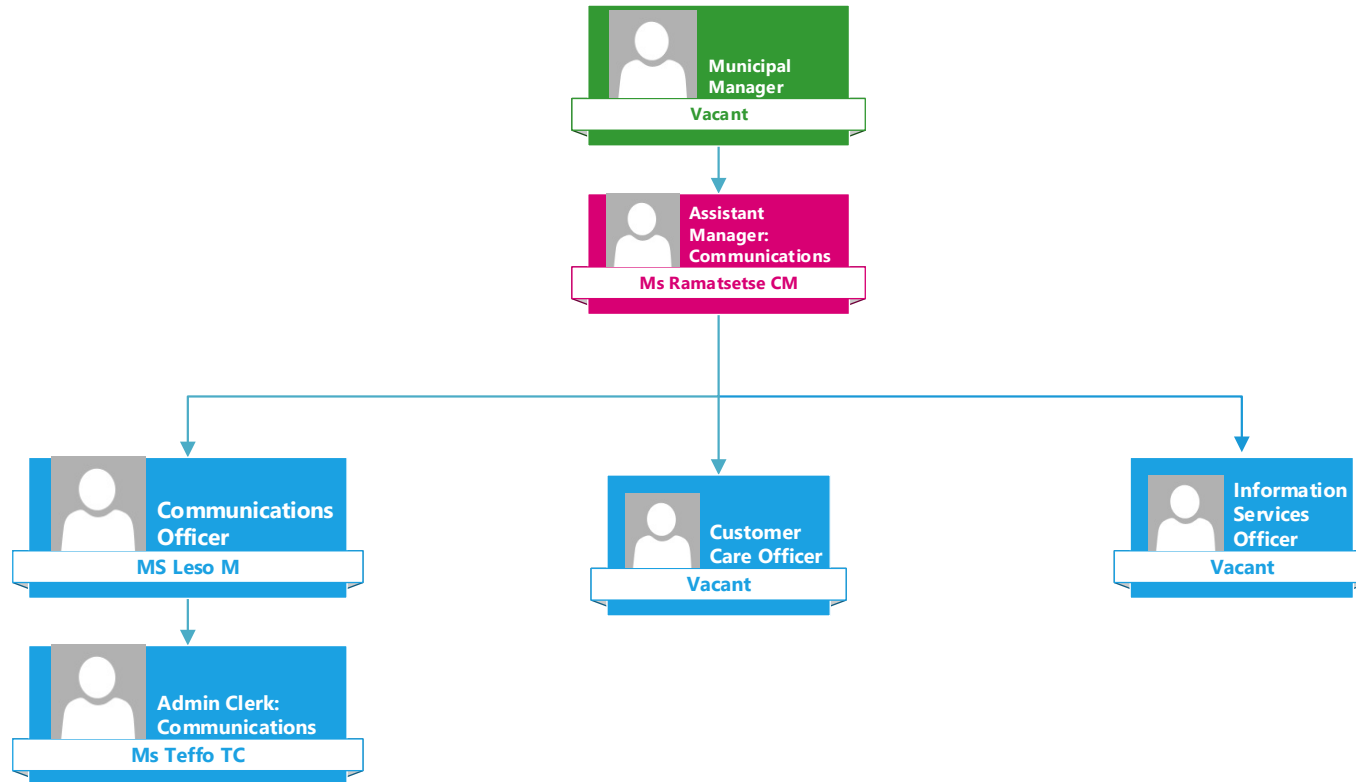 Municipal
Manager
Vacant
Assistant
Manager:
Communications
Ms Ramatsetse CM
Communications
Officer
MS Leso M
Customer
Care Officer
Vacant
Information
Services
Officer
Vacant
Admin Clerk:
Communications
Ms Teffo TC